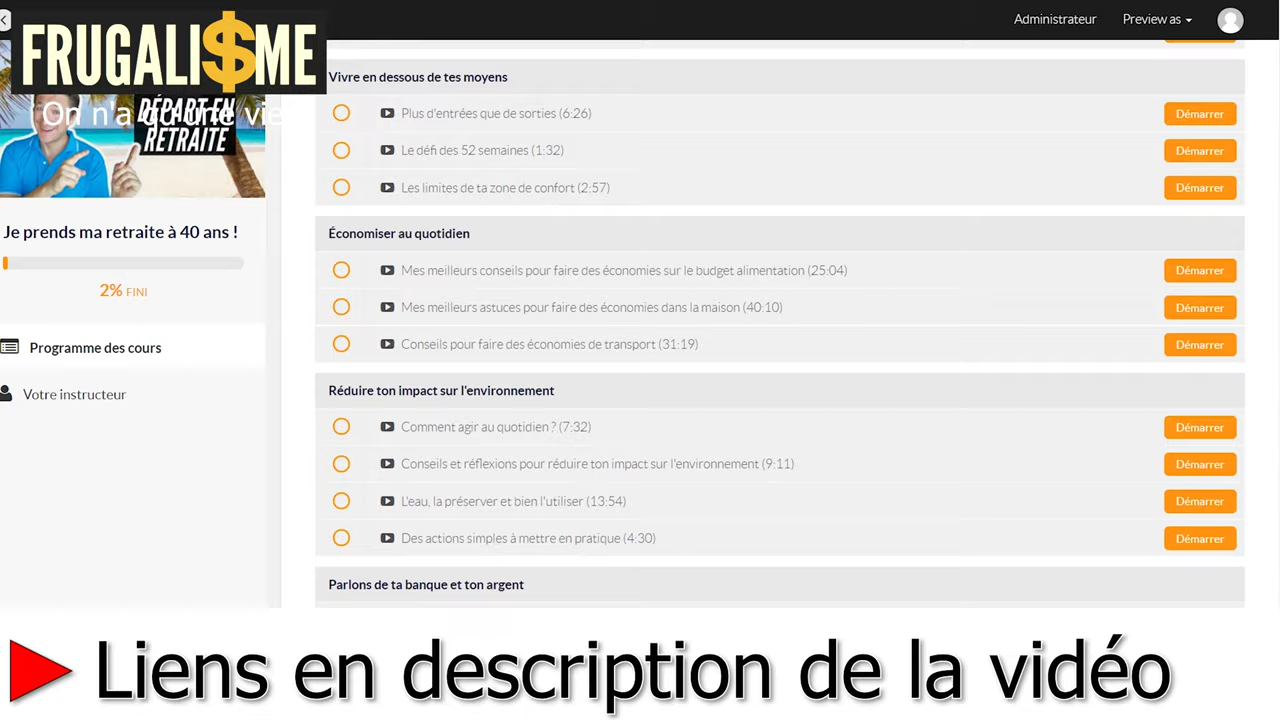 Administrateur
Preview as
FRUGALI$ME
On n'a qu'une vie
DÉPART EN
RETRAITE
Je prends ma retraite à 40 ans !
2% FINI
Programme des cours
Votre instructeur
Vivre en dessous de tes moyens
Plus d'entrées que de sorties (6:26)
Démarrer
Le défi des 52 semaines (1:32)
Démarrer
Les limites de ta zone de confort (2:57)
Démarrer
Économiser au quotidien
Mes meilleurs conseils pour faire des économies sur le budget alimentation (25:04)
Démarrer
Mes meilleurs astuces pour faire des économies dans la maison (40:10)
Démarrer
Conseils pour faire des économies de transport (31:19)
Démarrer
Réduire ton impact sur l'environnement
Comment agir au quotidien ? (7:32)
Démarrer
Conseils et réflexions pour réduire ton impact sur l'environnement (9:11)
Démarrer
L'eau, la préserver et bien l'utiliser (13:54)
Démarrer
Des actions simples à mettre en pratique (4:30)
Démarrer
Parlons de ta banque et ton argent
Liens en description de la vidéo